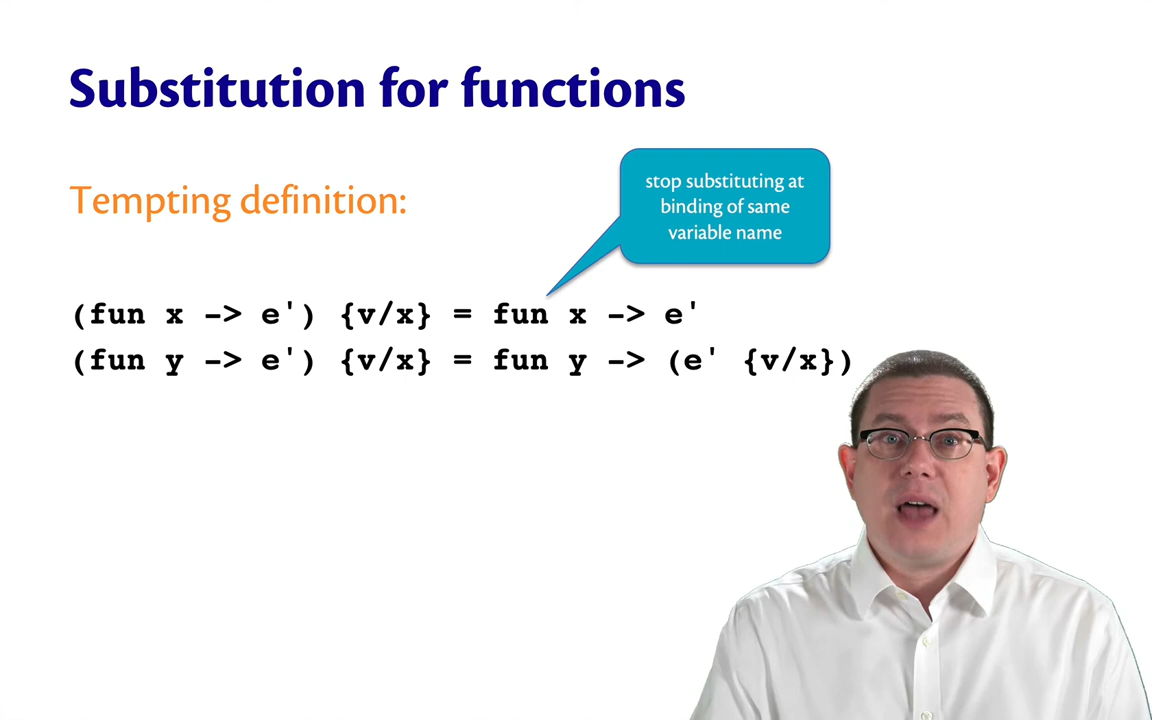 Substitution for functions
Tempting definition:
stop substituting at
binding of same
variable name
(fun x -> e') {v/x} = fun x -> e'
(fun y -> e') {v/x} = fun y -> (e' {v/x})